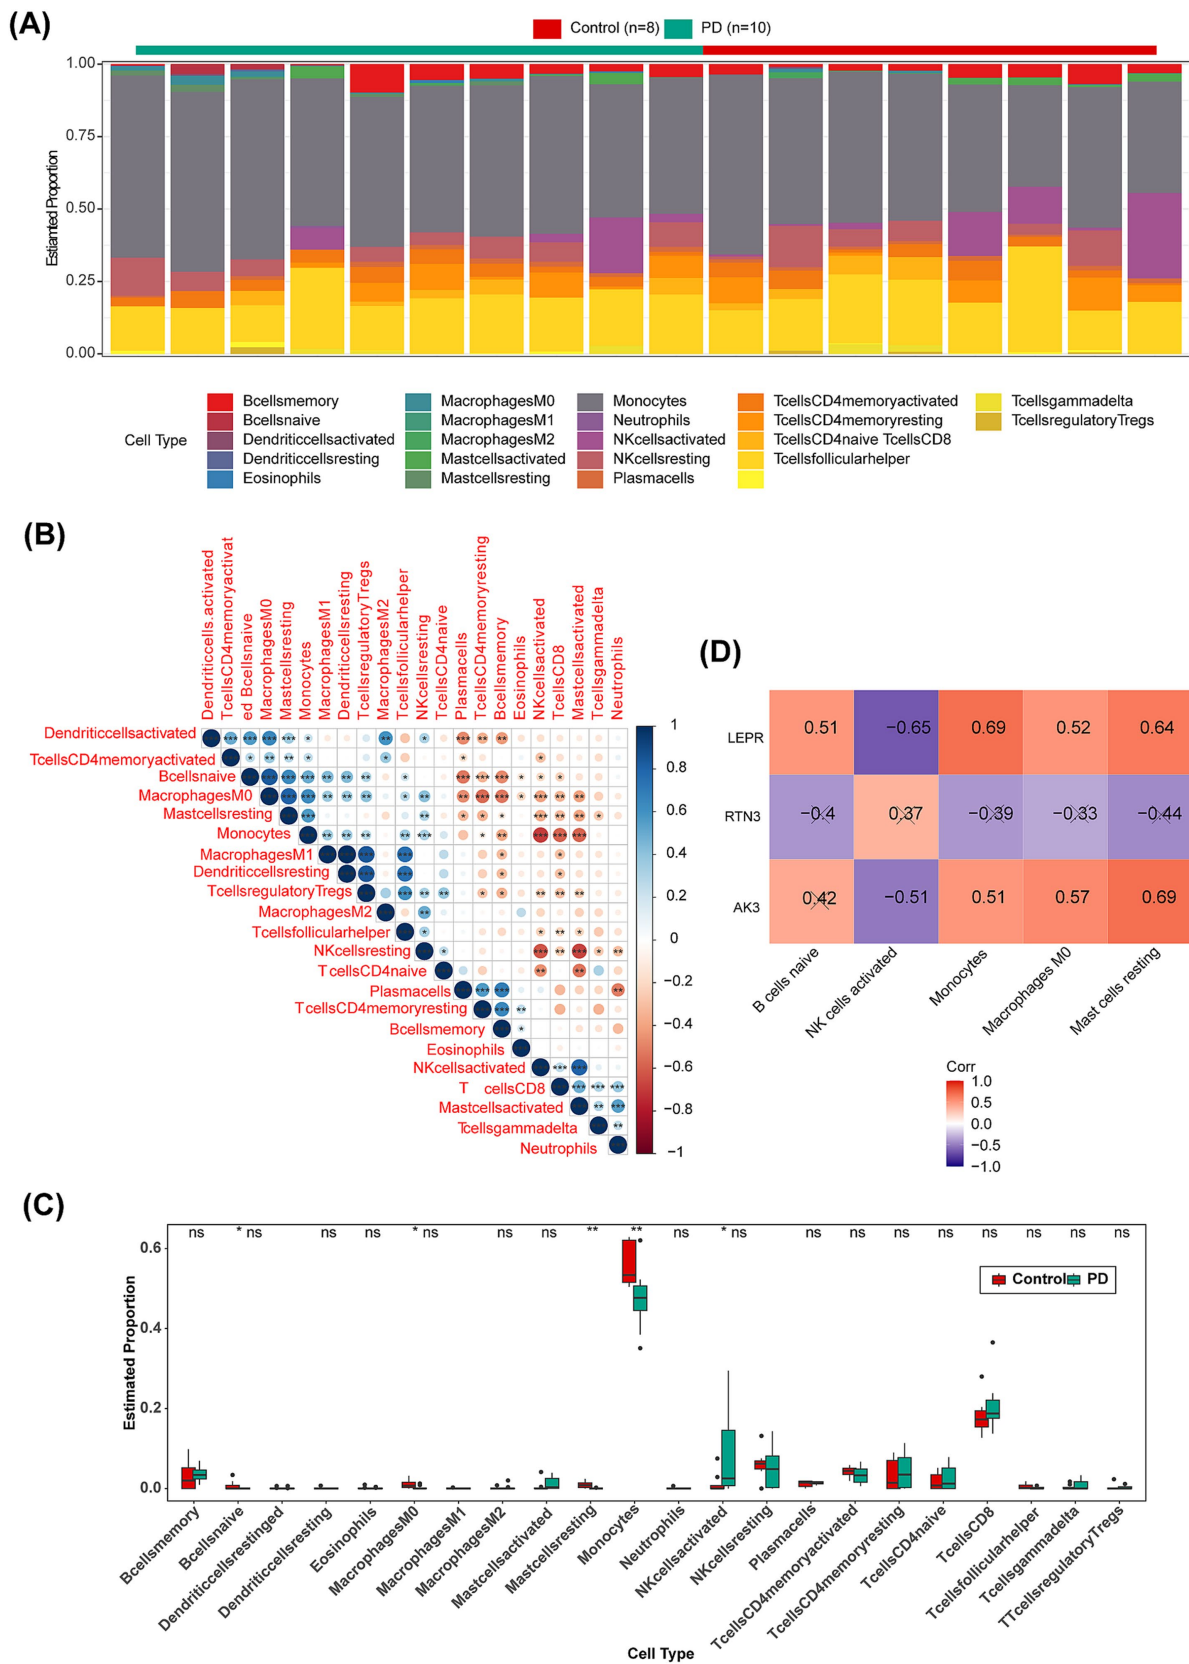 (A)
Control (n=8) PD (n=10)
Estiamted Proportion
1.00
0.75
0.50
0.25
0.00
Cell Type
Bcellsmemory
Bcellsnaive
Dendriticcellsactivated
Dendriticcellsresting
Eosinophils
MacrophagesM0
MacrophagesM1
MacrophagesM2
Mastcellsactivated
Mastcellsresting
Monocytes
Neutrophils
NKcellsactivated
NKcellsresting
Plasmacells
TcellsCD4memoryactivated
TcellsCD4memoryresting
TcellsCD4naive TcellsCD8
Tcellsfollicularhelper
Tcellsgammadelta
TcellsregulatoryTregs
(B)
Dendriticcells.activated
TcellsCD4memoryactivat
ed Bcellsnaive
MacrophagesM0
Mastcellsresting
Monocytes
MacrophagesM1
Dendriticcellsresting
TcellsregulatoryTregs
MacrophagesM2
Tcellsfollicularhelper
NKcellsresting
TcellsCD4naive
Plasmacells
TcellsCD4memoryresting
Bcellsmemory
Eosinophils
NKcellsactivated
TcellsCD8
Mastcellsactivated
Tcellsgammadelta
Neutrophils
Dendriticcellsactivated
TcellsCD4memoryactivated
Bcellsnaive
MacrophagesM0
Mastcellsresting
Monocytes
MacrophagesM1
Dendriticcellsresting
TcellsregulatoryTregs
MacrophagesM2
Tcellsfollicularhelper
NKcellsresting
TcellsCD4naive
Plasmacells
TcellsCD4memoryresting
Bcellsmemory
Eosinophils
NKcellsactivated
T cellsCD8
Mastcellsactivated
Tcellsgammadelta
Neutrophils
1
0.8
0.6
0.4
0.2
0
−0.2
−0.4
−0.6
−0.8
−1
(D)
LEPR 0.51 −0.65 0.69 0.52 0.64
RTN3 −0.4 0.37 −0.39 −0.33 −0.44
AK3 0.42 −0.51 0.51 0.57 0.69
B cells naive
NK cells activated
Monocytes
Macrophages M0
Mast cells resting
Corr
1.0
0.5
0.0
−0.5
−1.0
(C)
ns * ns ns ns * ns ns ns ** ** ns * ns ns ns ns ns ns ns ns ns
Control PD
Estimated Proportion
0.6
0.4
0.2
0.0
Bcellsmemory
Bcellsnaive
Dendriticcellsrestinged
Dendriticcellsresting
Eosinophils
MacrophagesM0
MacrophagesM1
MacrophagesM2
Mastcellsactivated
Mastcellsresting
Monocytes
Neutrophils
NKcellsactivated
NKcellsresting
Plasmacells
TcellsCD4memoryactivated
TcellsCD4memoryresting
TcellsCD4naive
TcellsCD8
Tcellsfollicularhelper
Tcellsgammadelta
TTcellsregulatoryTregs
Cell Type